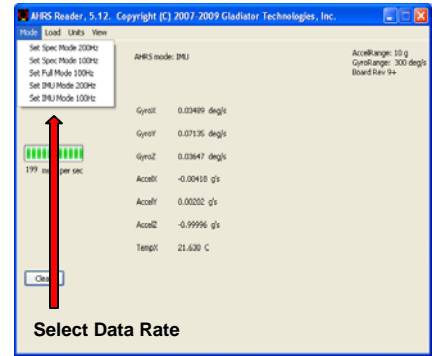 AHRS Reader, 5.12. Copyright (C) 2007-2009 Gladiator Technologies, Inc.
Mode Load Units View
Set Spec Mode 200Hz
Set Spec Mode 100Hz
Set Full Mode 100Hz
Set IMU Mode 200Hz
Set IMU Mode 100Hz
AHRS mode: IMU
AccelRange: 10 g
GyroRange: 300 deg/s
Board Rev 9+
GyroX 0.03489 deg/s
GyroY 0.07135 deg/s
GyroZ 0.03647 deg/s
199 per sec
AccelX -0.00418 g's
AccelY 0.00202 g's
AccelZ -0.99996 g's
TempX 21.630 C
Select Data Rate